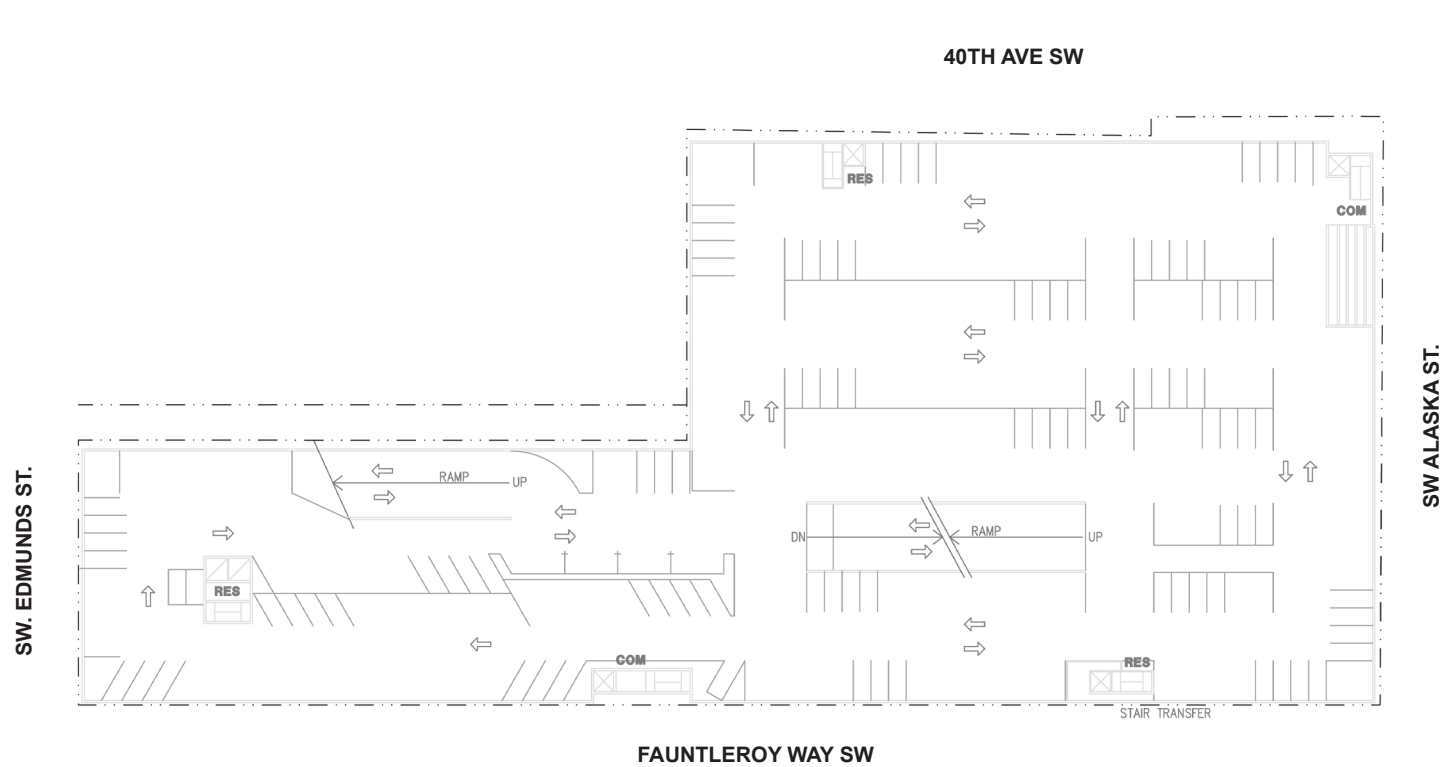 40TH AVE SW
RES
COM
SW ALASKA ST.
SW. EDMUNDS ST.
RAMP
UP
DN
RAMP
UP
RES
COM
RES
STAIR TRANSFER
FAUNTLEROY WAY SW